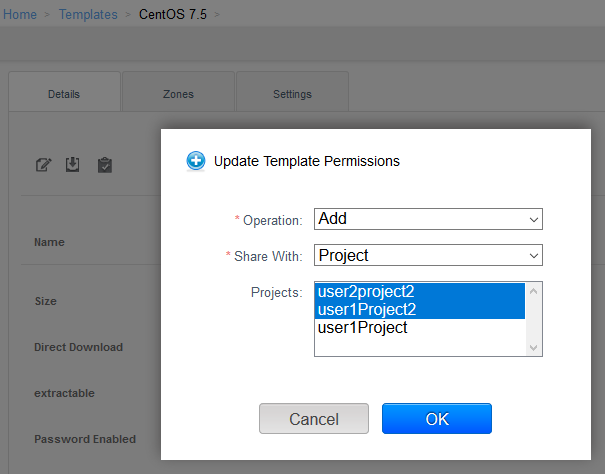 Home > Templates > CentOS 7.5 >
Details Zones Settings
Update Template Permissions
* Operation: Add
Name
* Share With: Project
Projects: user2project2
user1Project2
user1Project
Size
Direct Download
extractable
Cancel OK
Password Enabled